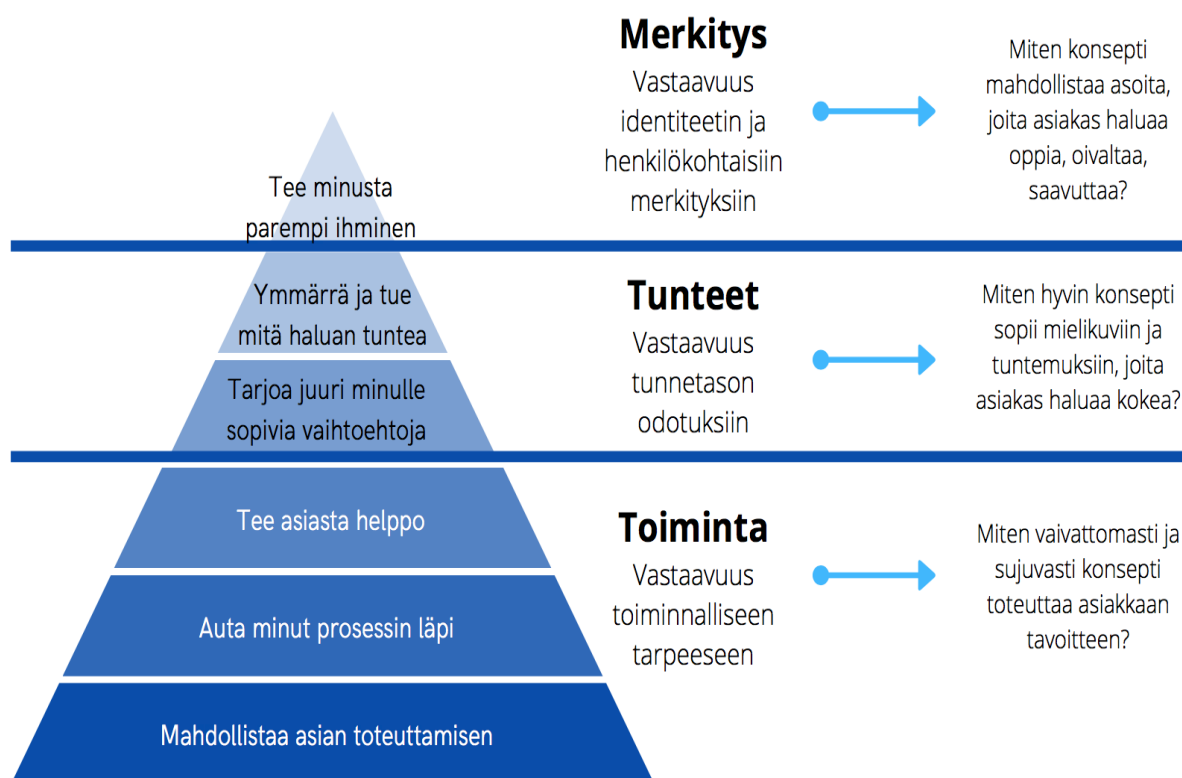 Merkitys
Vastaavuus
identiteetin ja
henkilökohtaisiin
merkityksiin
Miten konsepti
mahdollistaa asoita,
joita asiakas haluaa
oppia, oivaltaa,
saavuttaa?
Tee minusta
parempi ihminen
Ymmärrä ja tue
mitä haluan tuntea
Tarjoa juuri minulle
sopivia vaihtoehtoja
Tunteet
Vastaavuus
tunnetason
odotuksiin
Miten hyvin konsepti
sopii mielikuviin ja
tuntemuksiin, joita
asiakas haluaa kokea?
Tee asiasta helppo
Auta minut prosessin läpi
Mahdollistaa asian toteuttamisen
Toiminta
Vastaavuus
toiminnalliseen
tarpeeseen
Miten vaivattomasti ja
sujuvasti konsepti
toteuttaa asiakkaan
tavoitteen?